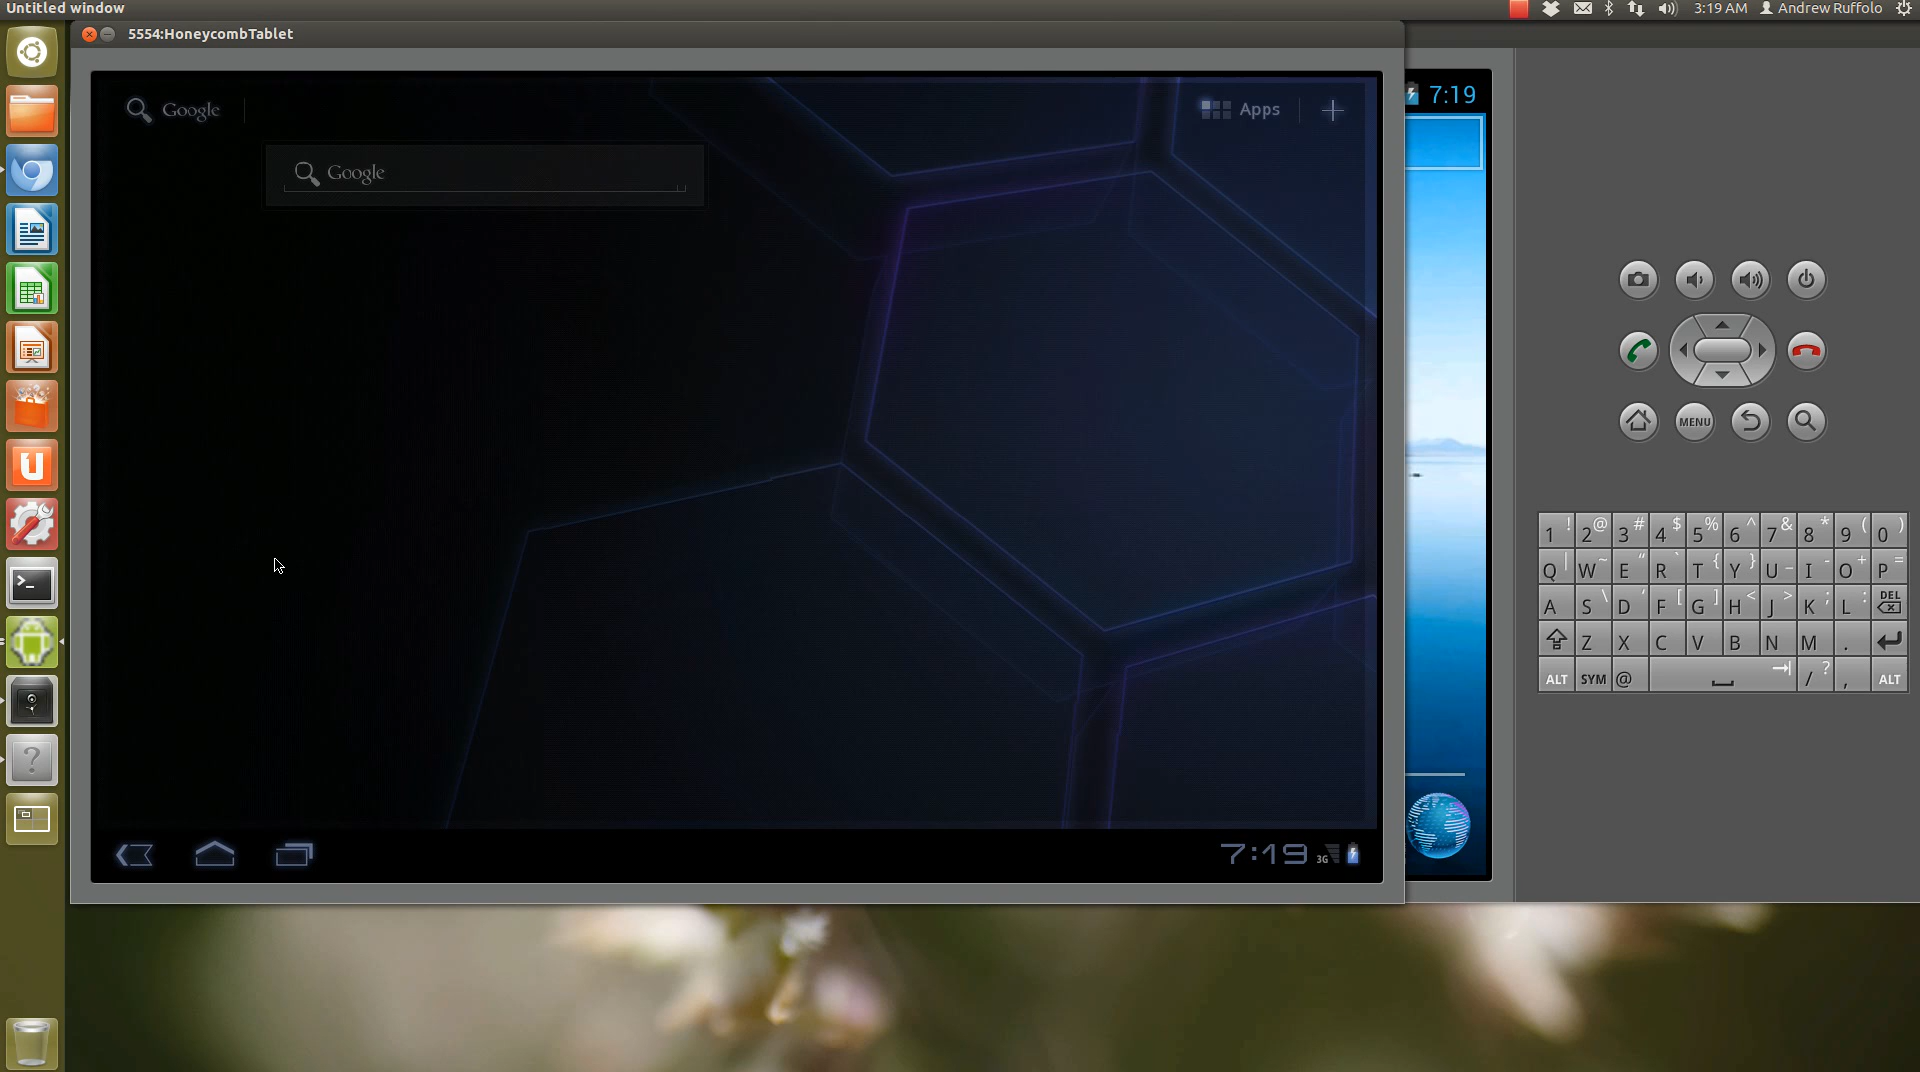 Untitled window
3:19 AM Andrew Ruffolo
5554:HoneycombTablet
Google
Apps
7:19
Google
MENU
1 ! 2 @ 3 # 4 $ 5 % 6 ^ 7 & 8 * 9 ( 0 )
Q | W ~ E " R ` T { Y } U _ I - O + P =
A S \ D ' F [ G ] H < J > K ; L : DEL
Z X C V B N M .
ALT SYM @ / ? , ALT
7:19 3G